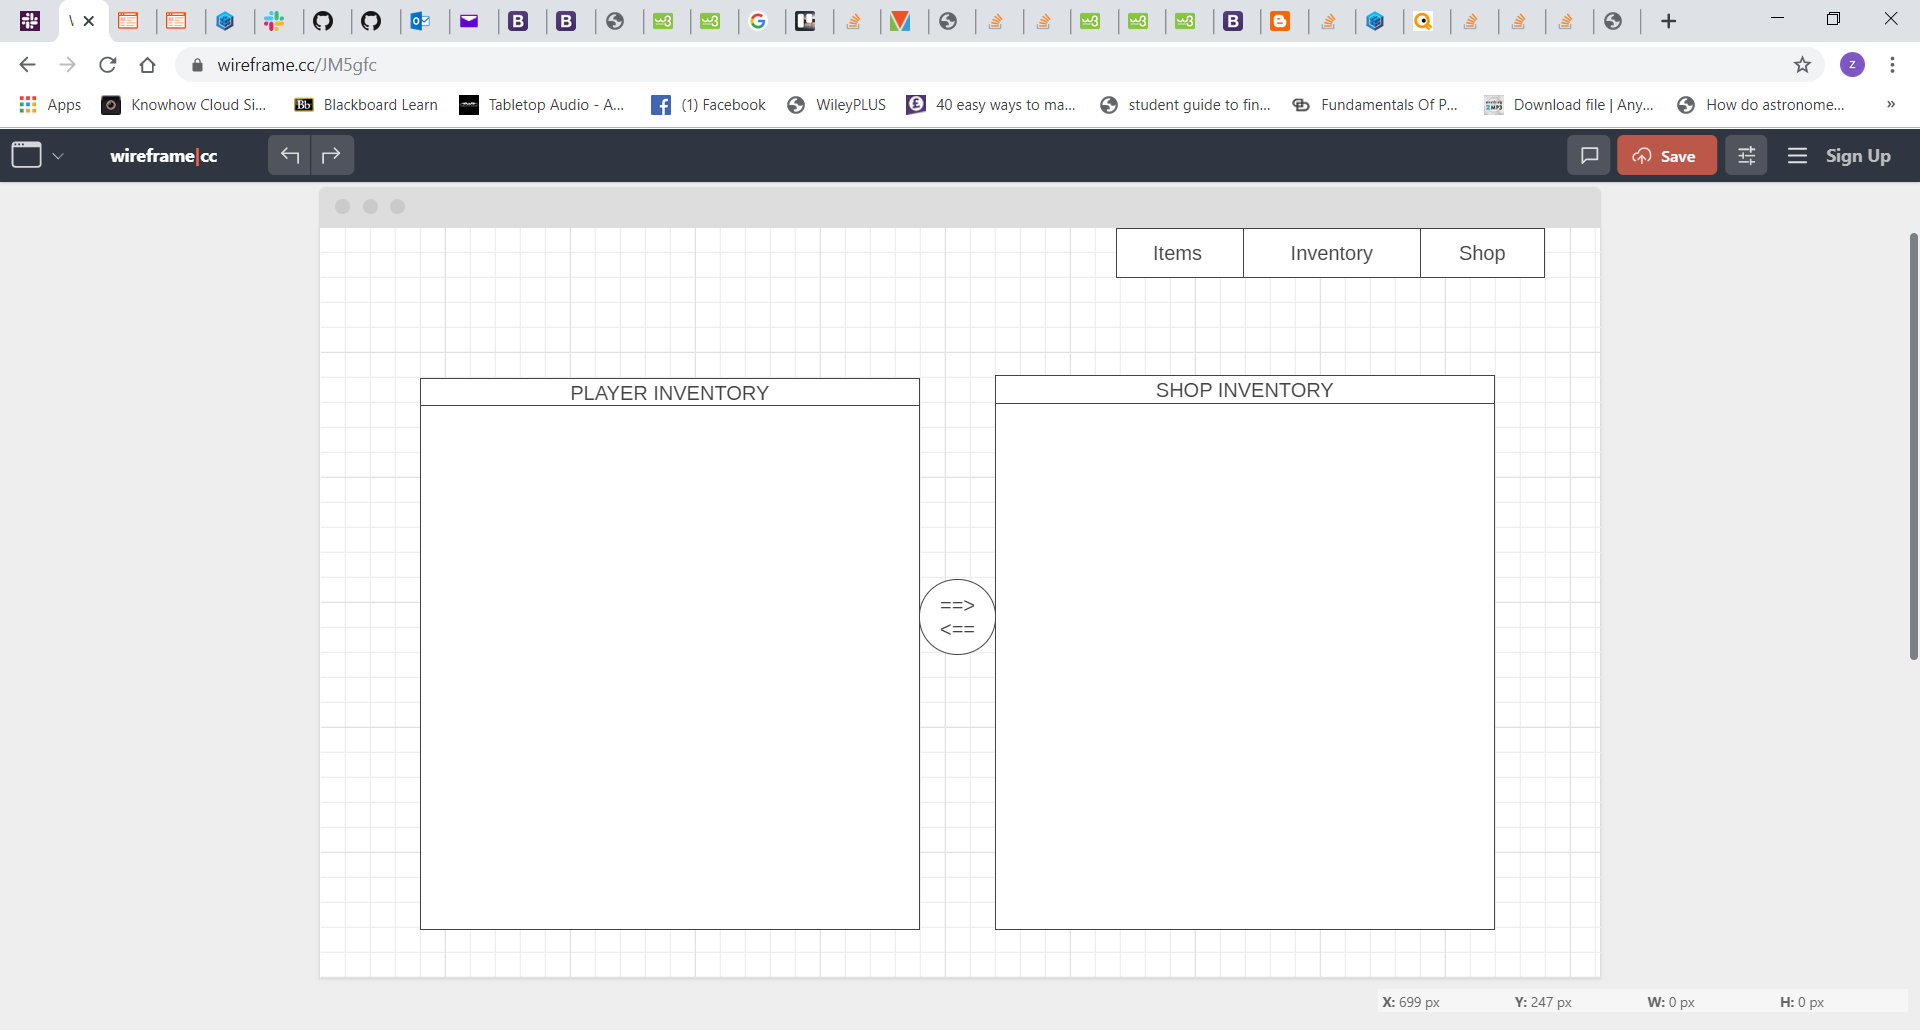 wireframe.cc/JM5gfc
z
Apps
Knowhow Cloud Si...
Blackboard Learn
Tabletop Audio - A...
(1) Facebook
WileyPLUS
40 easy ways to ma...
student guide to fin...
Fundamentals Of P...
Download file | Any...
How do astronome...
»
wireframe|cc
Save
Sign Up
Items
Inventory
Shop
PLAYER INVENTORY
SHOP INVENTORY
==>
<==
X: 699 px
Y: 247 px
W: 0 px
H: 0 px